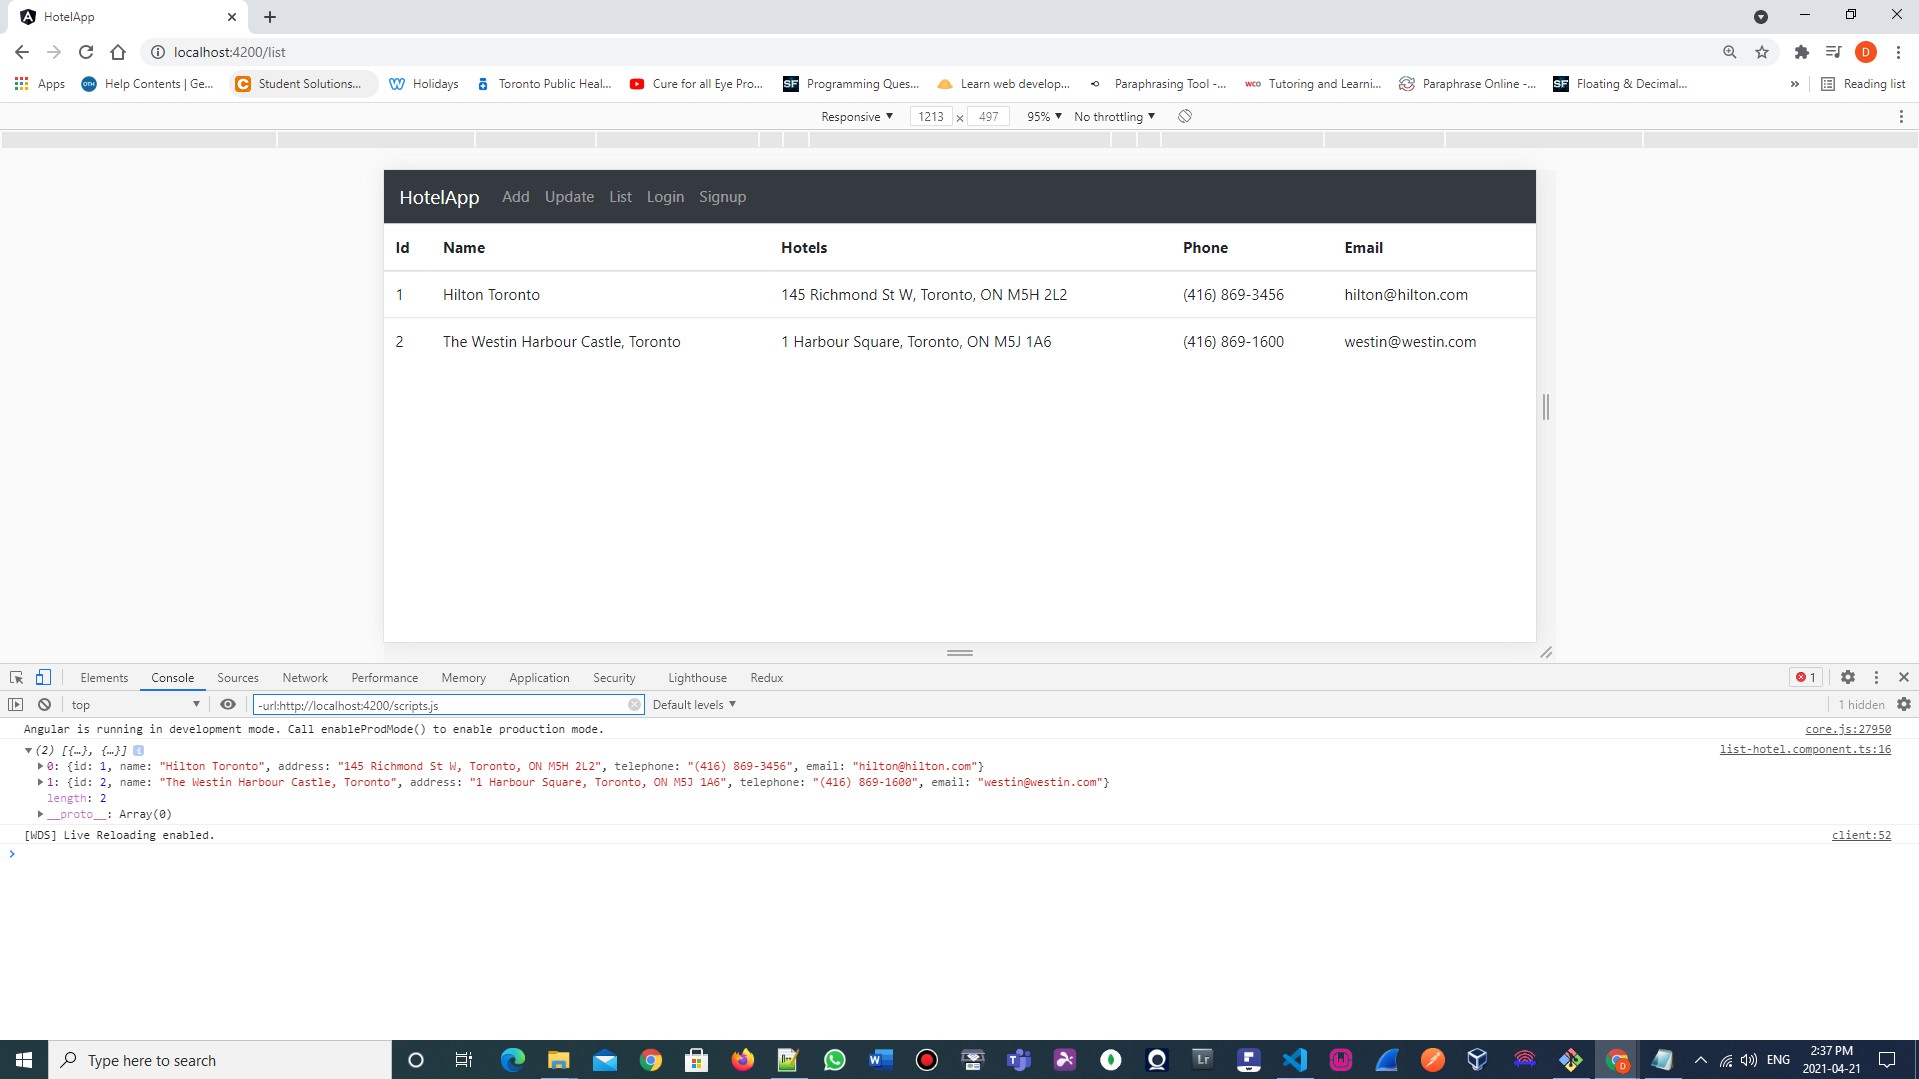 HotelApp
localhost:4200/list
D
Apps
Help Contents | Ge...
Student Solutions...
Holidays
Toronto Public Heal...
Cure for all Eye Pro...
SF
Programming Ques...
Learn web develop...
Paraphrasing Tool -...
wco
Tutoring and Learni...
Paraphrase Online -...
SF
Floating & Decimal...
»
Reading list
Responsive ▼ 1213 × 497 95% ▼ No throttling ▼
HotelApp Add Update List Login Signup
Id Name Hotels Phone Email
1 Hilton Toronto 145 Richmond St W, Toronto, ON M5H 2L2 (416) 869-3456 hilton@hilton.com
2 The Westin Harbour Castle, Toronto 1 Harbour Square, Toronto, ON M5J 1A6 (416) 869-1600 westin@westin.com
Elements Console Sources Network Performance Memory Application Security Lighthouse Redux 1
top ▼ -url:http://localhost:4200/scripts.js Default levels ▼ 1 hidden
Angular is running in development mode. Call enableProdMode() to enable production mode. core.js:27950
▼(2) [{…}, {…}] i list-hotel.component.ts:16
▶0: {id: 1, name: "Hilton Toronto", address: "145 Richmond St W, Toronto, ON M5H 2L2", telephone: "(416) 869-3456", email: "hilton@hilton.com"}
▶1: {id: 2, name: "The Westin Harbour Castle, Toronto", address: "1 Harbour Square, Toronto, ON M5J 1A6", telephone: "(416) 869-1600", email: "westin@westin.com"}
length: 2
▶__proto__: Array(0)
[WDS] Live Reloading enabled. client:52
>
Type here to search
Lr
ENG
2:37 PM
2021-04-21